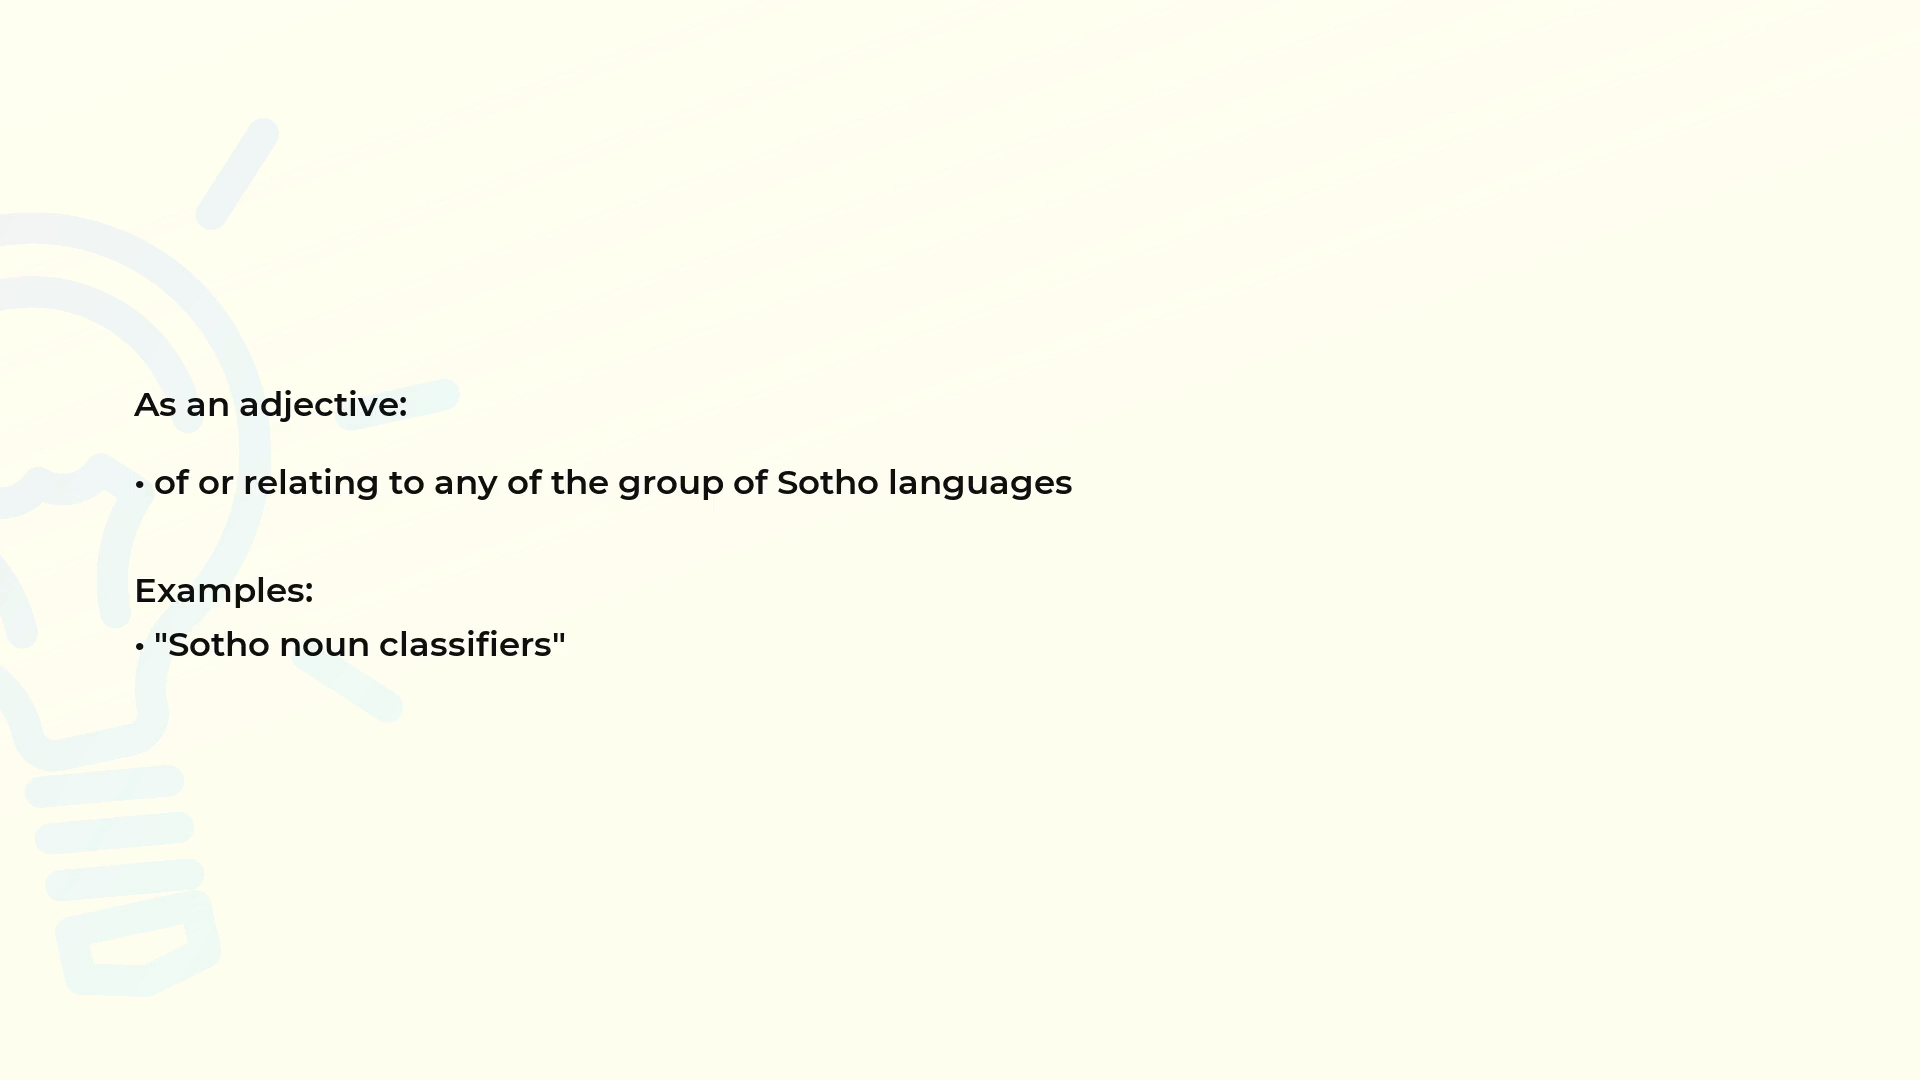 As an adjective:
• of or relating to any of the group of Sotho languages
Examples:
• "Sotho noun classifiers"